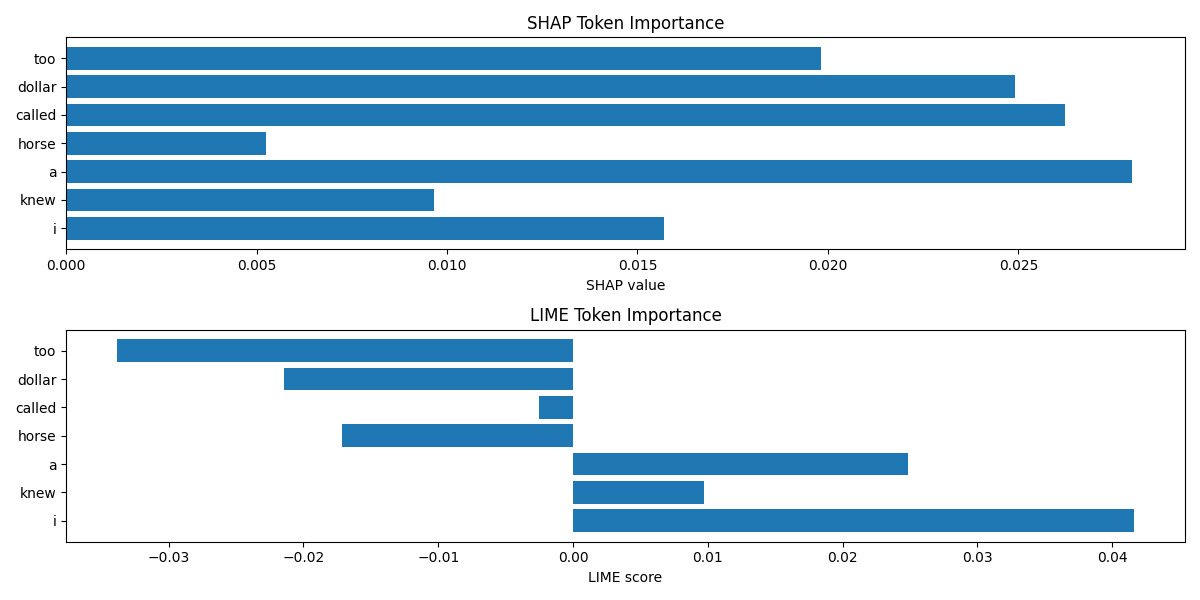 SHAP Token Importance
too
dollar
called
horse
a
knew
i
0.000 0.005 0.010 0.015 0.020 0.025
SHAP value
LIME Token Importance
too
dollar
called
horse
a
knew
i
−0.03 −0.02 −0.01 0.00 0.01 0.02 0.03 0.04
LIME score